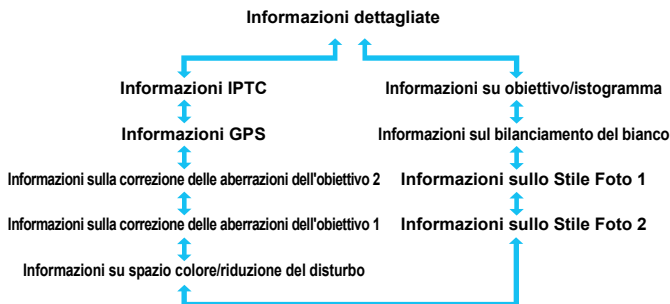 Informazioni dettagliate
Informazioni IPTC
Informazioni su obiettivo/istogramma
Informazioni GPS
Informazioni sul bilanciamento del bianco
Informazioni sulla correzione delle aberrazioni dell'obiettivo 2
Informazioni sullo Stile Foto 1
Informazioni sulla correzione delle aberrazioni dell'obiettivo 1
Informazioni sullo Stile Foto 2
Informazioni su spazio colore/riduzione del disturbo